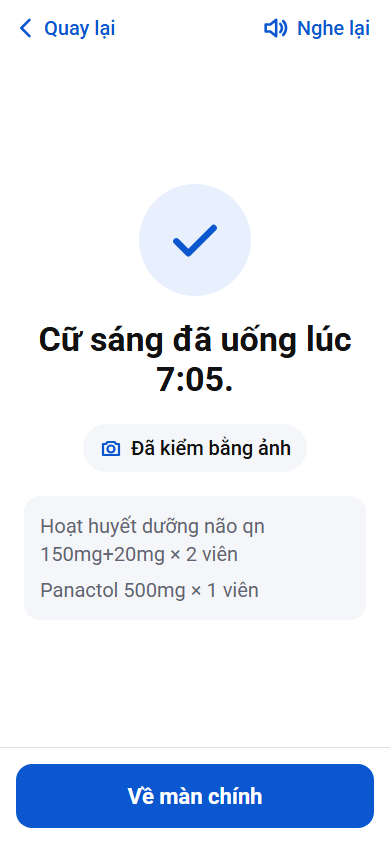 Quay lại
Nghe lại
Cữ sáng đã uống lúc
7:05.
Đã kiểm bằng ảnh
Hoạt huyết dưỡng não qn
150mg+20mg × 2 viên
Panactol 500mg × 1 viên
Về màn chính